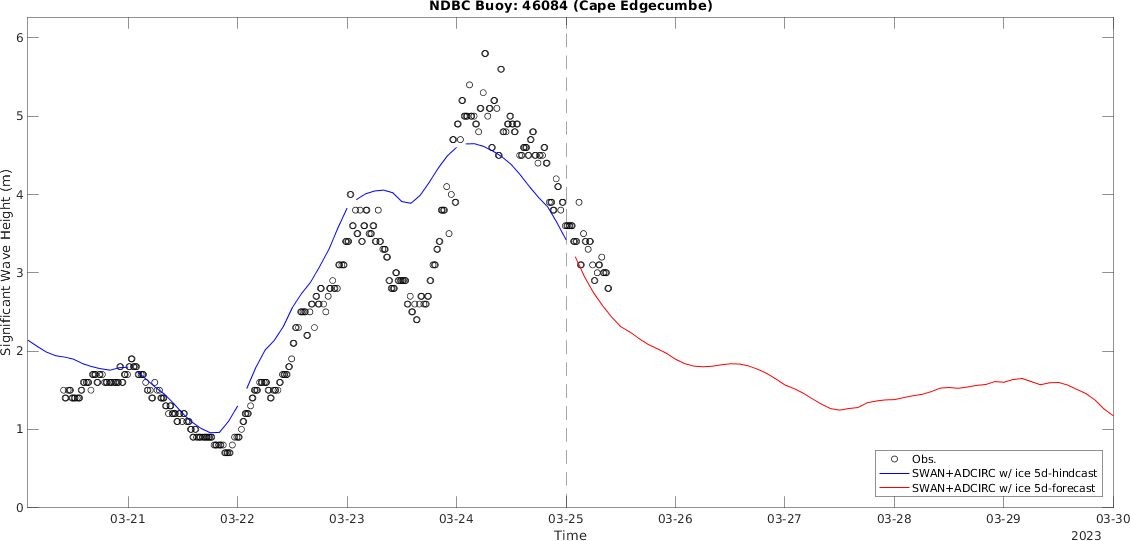 NDBC Buoy: 46084 (Cape Edgecumbe)
6
5
4
3
2
1
0
Significant Wave Height (m)
Obs.
SWAN+ADCIRC w/ ice 5d-hindcast
SWAN+ADCIRC w/ ice 5d-forecast
03-21 03-22 03-23 03-24 03-25 03-26 03-27 03-28 03-29 03-30
Time
2023